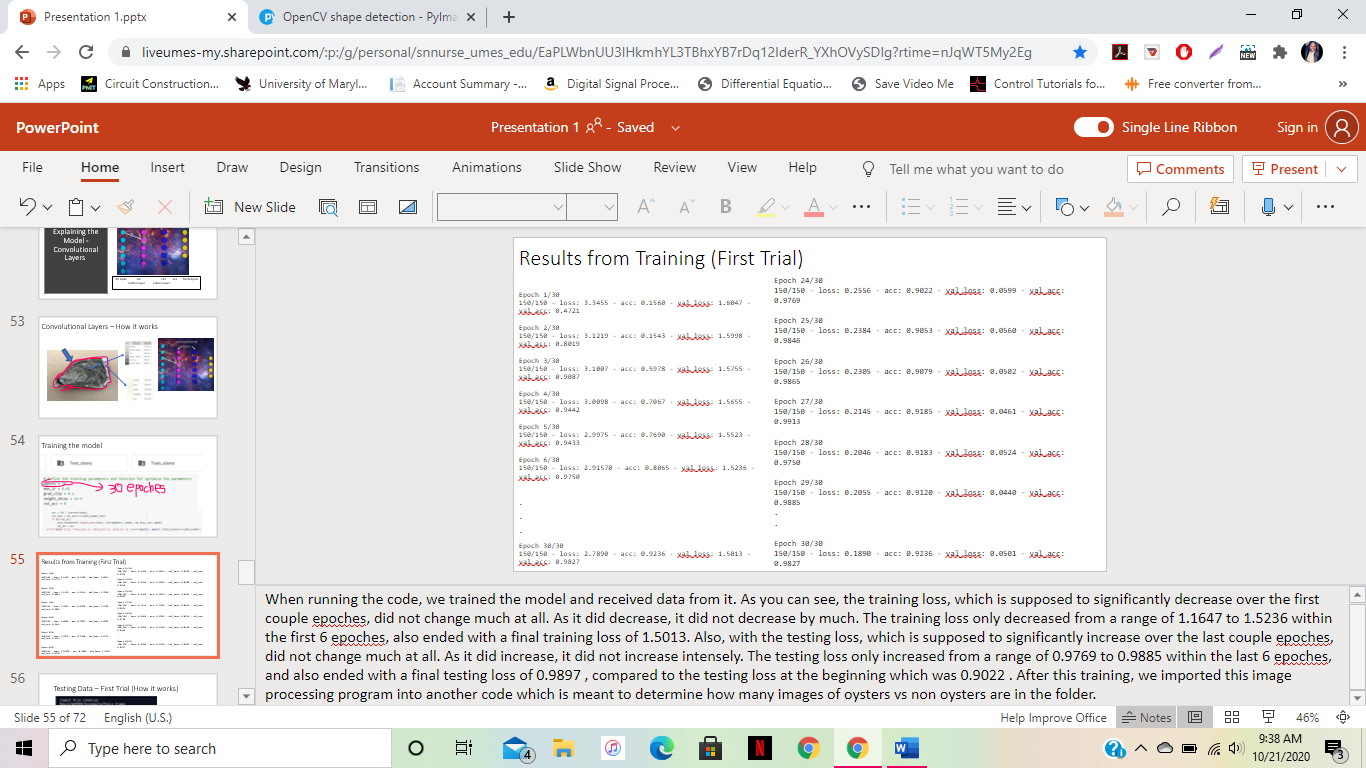 Presentation 1.pptx
OpenCV shape detection - PyIma
liveumes-my.sharepoint.com/:p:/g/personal/snnurse_umes_edu/EaPLWbnUU3IHkmhYL3TBhxYB7rDq12IderR_YXhOVySDIg?rtime=nJqWT5My2Eg
Apps
Circuit Construction...
University of Maryl...
Account Summary -...
Digital Signal Proce...
Differential Equatio...
Save Video Me
Control Tutorials fo...
Free converter from...
»
PowerPoint
Presentation 1 - Saved
Single Line Ribbon
Sign in
File
Home
Insert
Draw
Design
Transitions
Animations
Slide Show
Review
View
Help
Tell me what you want to do
Comments
Present
New Slide
Explaining the
Model -
Convolutional
Layers
53
Convolutional Layers – How it works
54
Training the model
Test_clams
Train_clams
30 epoches
55
Results from Training (First Trial)
56
Testing Data – First Trial (How it works)
Results from Training (First Trial)
Epoch 1/30
150/150 - loss: 3.3455 - acc: 0.1560 - val_loss: 1.6047 -
val_acc: 0.4721
Epoch 2/30
150/150 - loss: 3.1219 - acc: 0.1543 - val_loss: 1.5998 -
val_acc: 0.8019
Epoch 3/30
150/150 - loss: 3.1007 - acc: 0.5978 - val_loss: 1.5755 -
val_acc: 0.9087
Epoch 4/30
150/150 - loss: 3.0098 - acc: 0.7067 - val_loss: 1.5655 -
val_acc: 0.9442
Epoch 5/30
150/150 - loss: 2.9975 - acc: 0.7690 - val_loss: 1.5523 -
val_acc: 0.9433
Epoch 6/30
150/150 - loss: 2.91570 - acc: 0.8065 - val_loss: 1.5236 -
val_acc: 0.9750
.
.
.
Epoch 30/30
150/150 - loss: 2.7890 - acc: 0.9236 - val_loss: 1.5013 -
val_acc: 0.9827
Epoch 24/30
150/150 - loss: 0.2556 - acc: 0.9022 - val_loss: 0.0599 - val_acc:
0.9769
Epoch 25/30
150/150 - loss: 0.2384 - acc: 0.9053 - val_loss: 0.0560 - val_acc:
0.9846
Epoch 26/30
150/150 - loss: 0.2305 - acc: 0.9079 - val_loss: 0.0502 - val_acc:
0.9865
Epoch 27/30
150/150 - loss: 0.2145 - acc: 0.9185 - val_loss: 0.0461 - val_acc:
0.9913
Epoch 28/30
150/150 - loss: 0.2046 - acc: 0.9183 - val_loss: 0.0524 - val_acc:
0.9750
Epoch 29/30
150/150 - loss: 0.2055 - acc: 0.9120 - val_loss: 0.0440 - val_acc:
0.9885
.
.
Epoch 30/30
150/150 - loss: 0.1890 - acc: 0.9236 - val_loss: 0.0501 - val_acc:
0.9827
When running the code, we trained the model and received data from it. As you can see. the training loss, which is supposed to significantly decrease over the first
couple epoches, did not change much at all. As it did decrease, it did not decrease by much. The training loss only decreased from a range of 1.1647 to 1.5236 within
the first 6 epoches, also ended with a final training loss of 1.5013. Also, with the testing loss, which is supposed to significantly increase over the last couple epoches,
did not change much at all. As it did increase, it did not increase intensely. The testing loss only increased from a range of 0.9769 to 0.9885 within the last 6 epoches,
and also ended with a final testing loss of 0.9897 , compared to the testing loss at the beginning which was 0.9022 . After this training, we imported this image
processing program into another code which is meant to determine how many images of oysters vs non oysters are in the folder.
Slide 55 of 72
English (U.S.)
Help Improve Office
Notes
46%
Type here to search
4
9:38 AM
10/21/2020
3